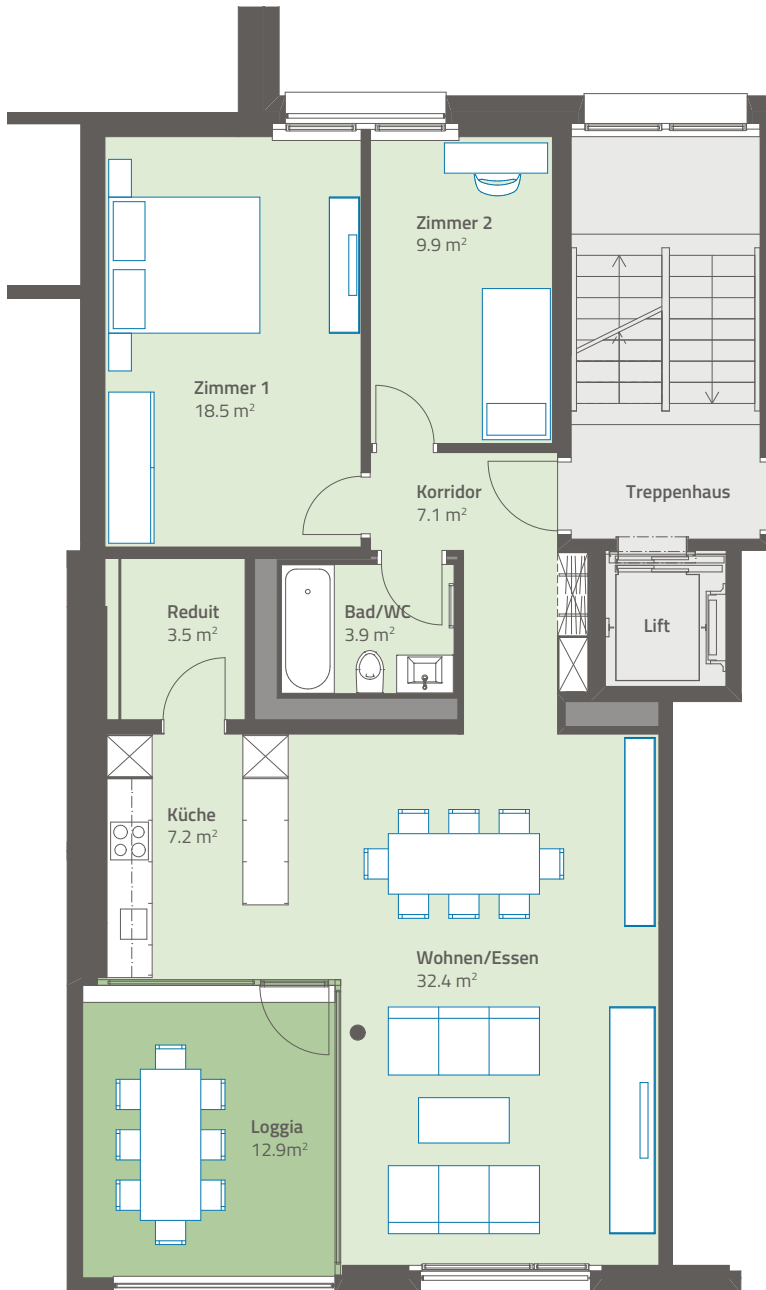 Zimmer 2
9.9 m²
Zimmer 1
18.5 m²
Korridor
7.1 m²
Treppenhaus
Reduit
3.5 m²
Bad/WC
3.9 m²
Lift
Küche
7.2 m²
Wohnen/Essen
32.4 m²
Loggia
12.9m²